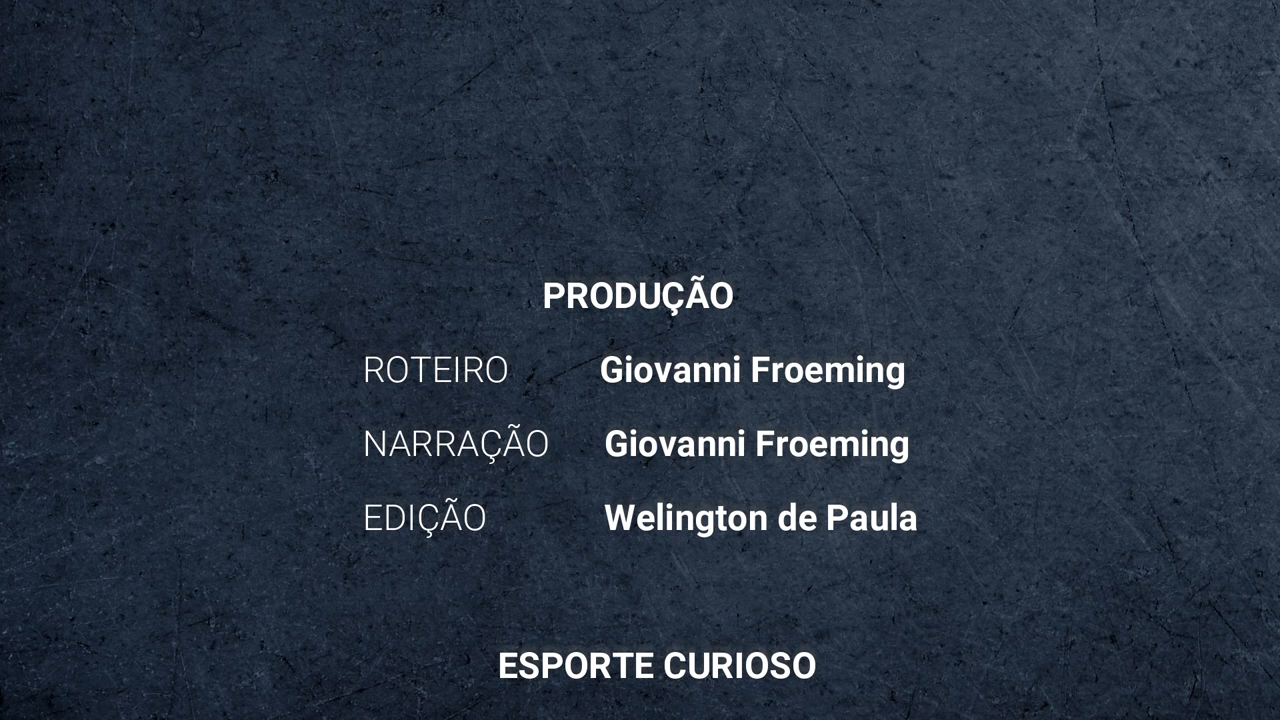 PRODUÇÃO
ROTEIRO Giovanni Froeming
NARRAÇÃO Giovanni Froeming
EDIÇÃO Welington de Paula
ESPORTE CURIOSO